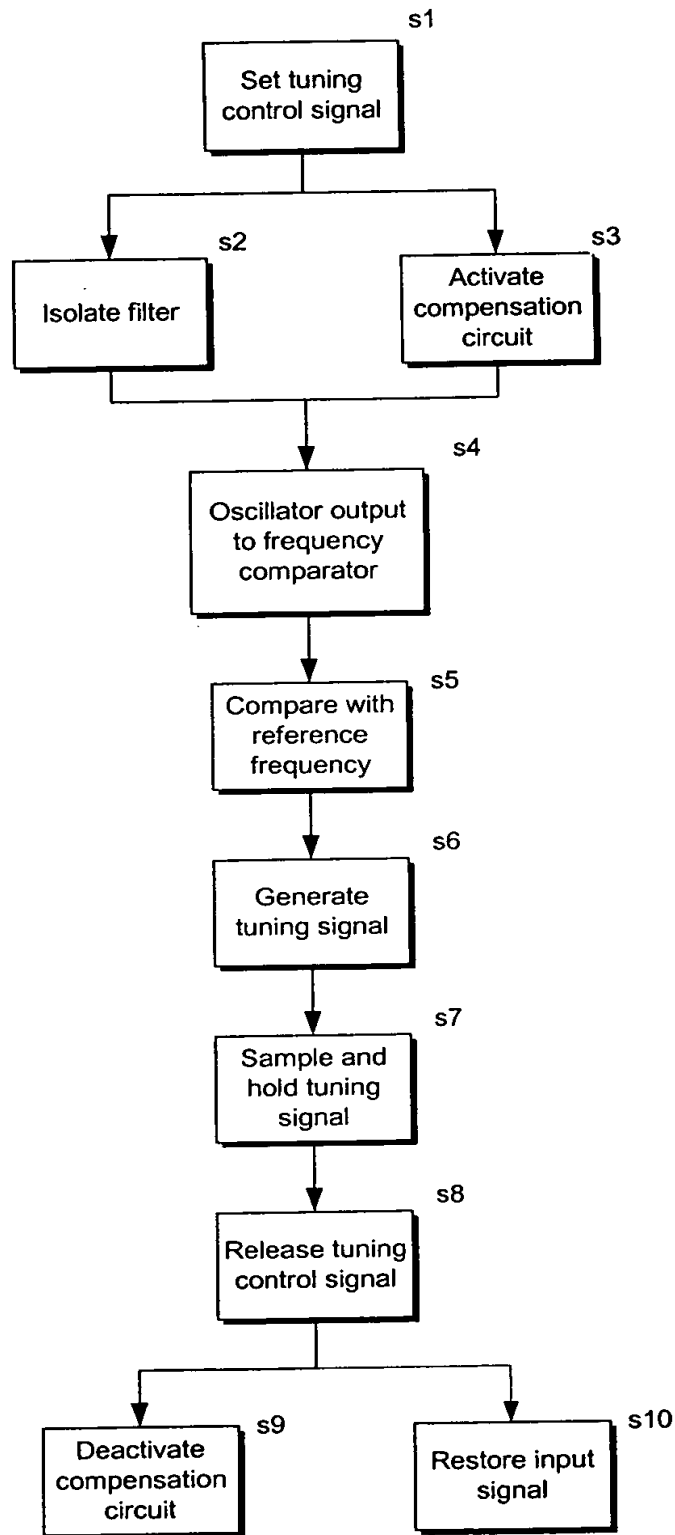 s1
Set tuning
control signal
s2
Isolate filter
s3
Activate
compensation
circuit
s4
Oscillator output
to frequency
comparator
s5
Compare with
reference
frequency
s6
Generate
tuning signal
s7
Sample and
hold tuning
signal
s8
Release tuning
control signal
s9
Deactivate
compensation
circuit
s10
Restore input
signal